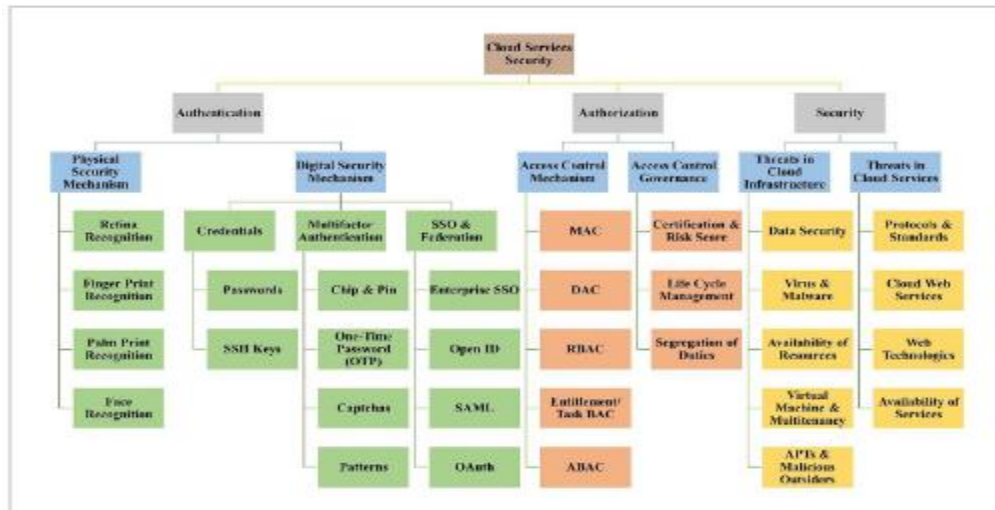 Cloud Services
Security
Authentication
Authorization
Security
Physical
Security
Mechanism
Digital Security
Mechanism
Access Control
Mechanism
Access Control
Governance
Threats in
Cloud
Infrastructure
Threats in
Cloud Services
Retina
Recognition
Finger Print
Recognition
Palm Print
Recognition
Face
Recognition
Credentials
Passwords
SSH Keys
Multifactor
Authentication
Chip & Pin
One-Time
Password
(OTP)
Captchas
Patterns
SSO &
Federation
Enterprise SSO
Open ID
SAML
OAuth
MAC
DAC
RBAC
Entitlement/
Task BAC
ABAC
Certification &
Risk Score
Life Cycle
Management
Segregation of
Duties
Data Security
Virus &
Malware
Availability of
Resources
Virtual
Machine &
Multitenancy
APTs &
Malicious
Outsiders
Protocols &
Standards
Cloud Web
Services
Web
Technologies
Availability of
Services